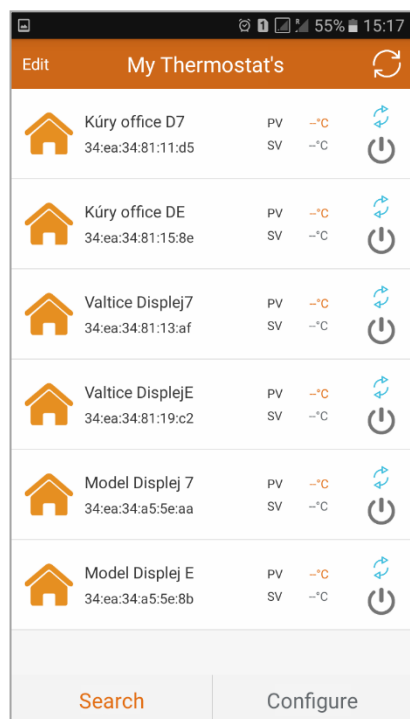 1 55% 15:17
Edit My Thermostat's
Kúry office D7 PV --°C
34:ea:34:81:11:d5 SV --°C
Kúry office DE PV --°C
34:ea:34:81:15:8e SV --°C
Valtice Displej7 PV --°C
34:ea:34:81:13:af SV --°C
Valtice DisplejE PV --°C
34:ea:34:81:19:c2 SV --°C
Model Displej 7 PV --°C
34:ea:34:a5:5e:aa SV --°C
Model Displej E PV --°C
34:ea:34:a5:5e:8b SV --°C
Search Configure